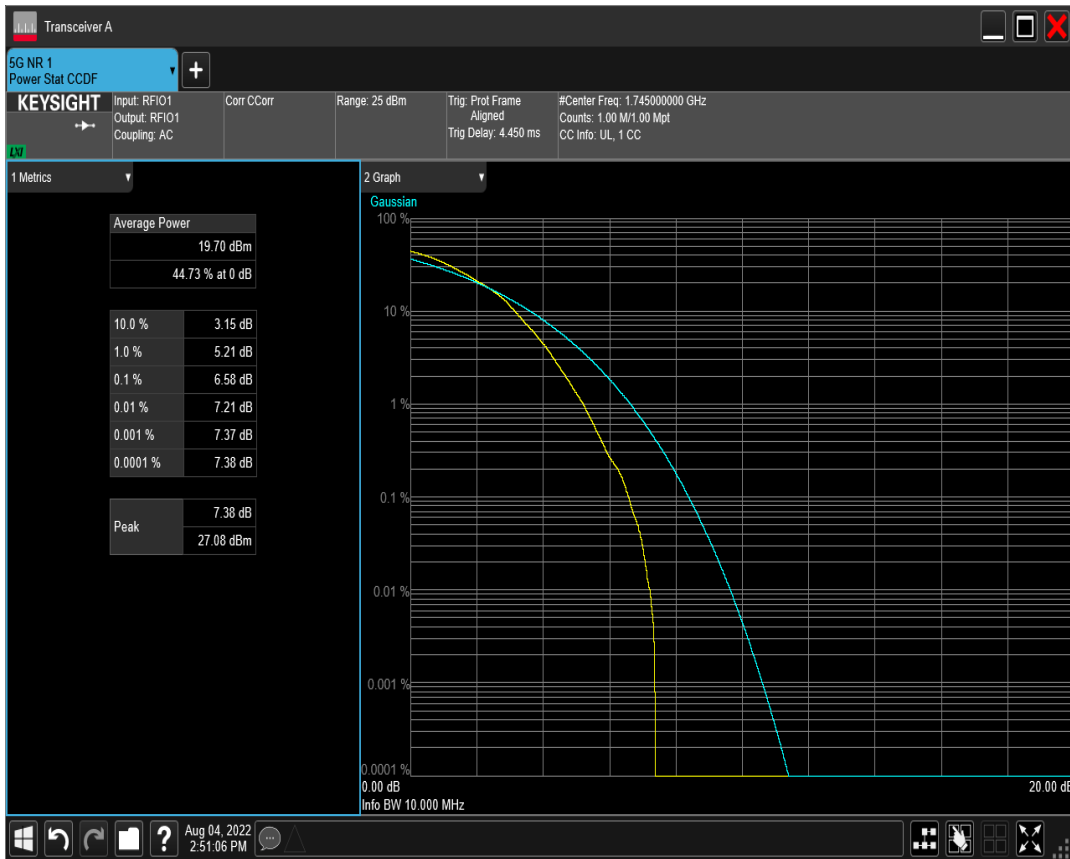 Transceiver A
5G NR 1
Power Stat CCDF
+
KEYSIGHT
LXI
Input: RFIO1
Output: RFIO1
Coupling: AC
Corr CCorr
Range: 25 dBm
Trig: Prot Frame
Aligned
Trig Delay: 4.450 ms
#Center Freq: 1.745000000 GHz
Counts: 1.00 M/1.00 Mpt
CC Info: UL, 1 CC
1 Metrics
Average Power
19.70 dBm
44.73 % at 0 dB
10.0 % 3.15 dB
1.0 % 5.21 dB
0.1 % 6.58 dB
0.01 % 7.21 dB
0.001 % 7.37 dB
0.0001 % 7.38 dB
Peak 7.38 dB
27.08 dBm
2 Graph
Gaussian
100 %
10 %
1 %
0.1 %
0.01 %
0.001 %
0.0001 %
0.00 dB
20.00 dB
Info BW 10.000 MHz
?
Aug 04, 2022
2:51:06 PM